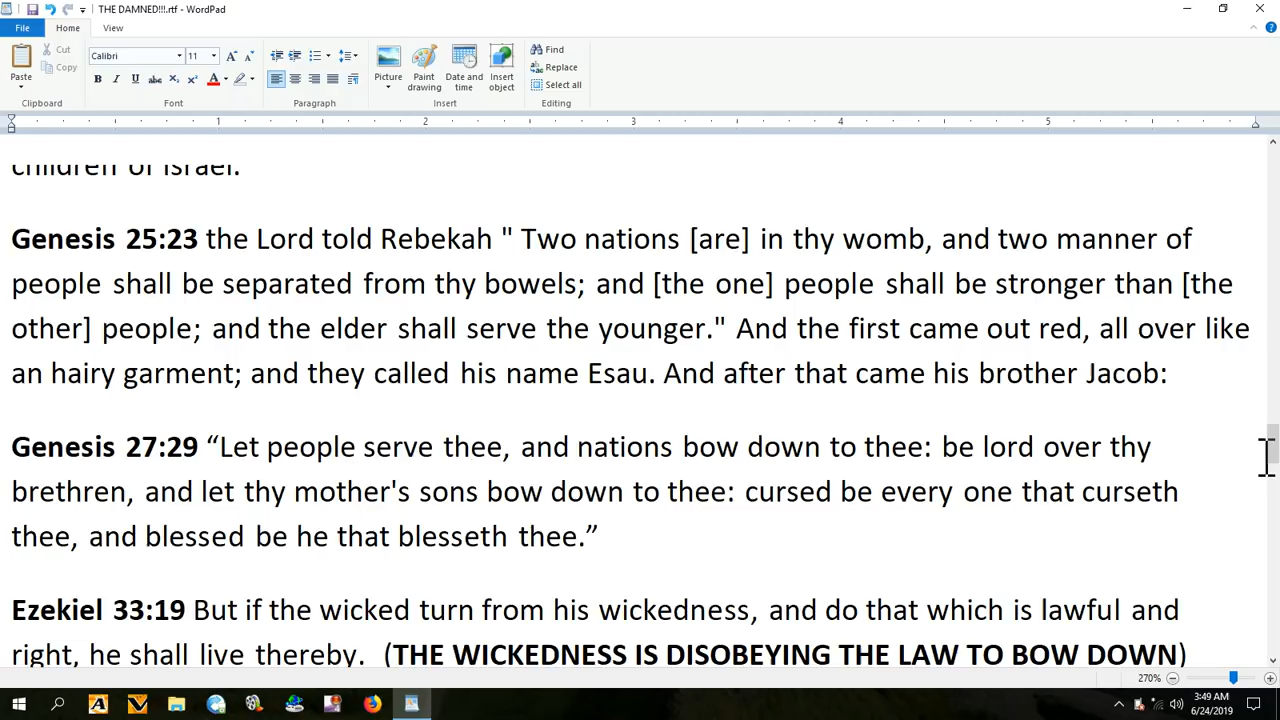 THE DAMNED!!!.rtf - WordPad
File Home View
Paste
Cut
Copy
Clipboard
Calibri 11
B I U abc X₂ X² A
Font
Paragraph
Picture
Paint drawing
Date and time
Insert object
Insert
Find
Replace
Select all
Editing
1 2 3 4 5
children of Israel.
Genesis 25:23 the Lord told Rebekah " Two nations [are] in thy womb, and two manner of
people shall be separated from thy bowels; and [the one] people shall be stronger than [the
other] people; and the elder shall serve the younger." And the first came out red, all over like
an hairy garment; and they called his name Esau. And after that came his brother Jacob:
Genesis 27:29 “Let people serve thee, and nations bow down to thee: be lord over thy
brethren, and let thy mother's sons bow down to thee: cursed be every one that curseth
thee, and blessed be he that blesseth thee.”
Ezekiel 33:19 But if the wicked turn from his wickedness, and do that which is lawful and
right, he shall live thereby. (THE WICKEDNESS IS DISOBEYING THE LAW TO BOW DOWN)
270%
3:49 AM
6/24/2019